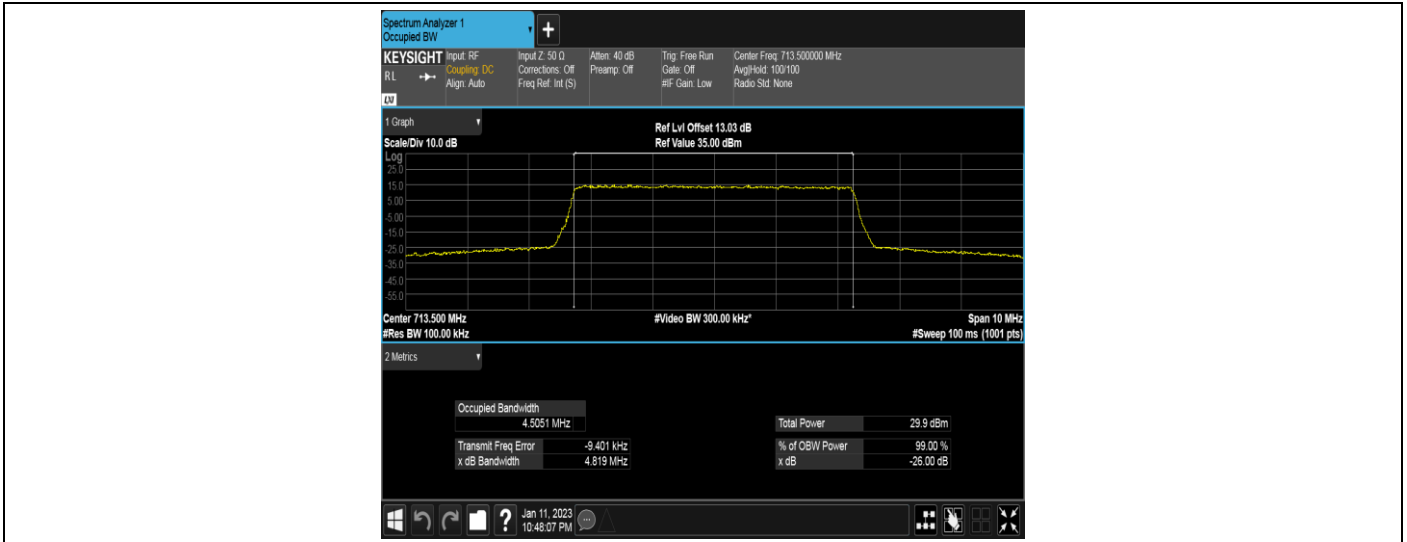 Spectrum Analyzer 1
Occupied BW
+
KEYSIGHT
RL
LXI
Input: RF
Coupling: DC
Align: Auto
Input Z: 50 Ω
Corrections: Off
Freq Ref: Int (S)
Atten: 40 dB
Preamp: Off
Trig: Free Run
Gate: Off
#IF Gain: Low
Center Freq: 713.500000 MHz
Avg|Hold: 100/100
Radio Std: None
1 Graph
Scale/Div 10.0 dB
Ref Lvl Offset 13.03 dB
Ref Value 35.00 dBm
Log
25.0
15.0
5.00
-5.00
-15.0
-25.0
-35.0
-45.0
-55.0
Center 713.500 MHz
#Video BW 300.00 kHz*
Span 10 MHz
#Res BW 100.00 kHz
#Sweep 100 ms (1001 pts)
2 Metrics
Occupied Bandwidth
4.5051 MHz
Total Power 29.9 dBm
Transmit Freq Error -9.401 kHz
% of OBW Power 99.00 %
x dB Bandwidth 4.819 MHz
x dB -26.00 dB
?
Jan 11, 2023
10:48:07 PM